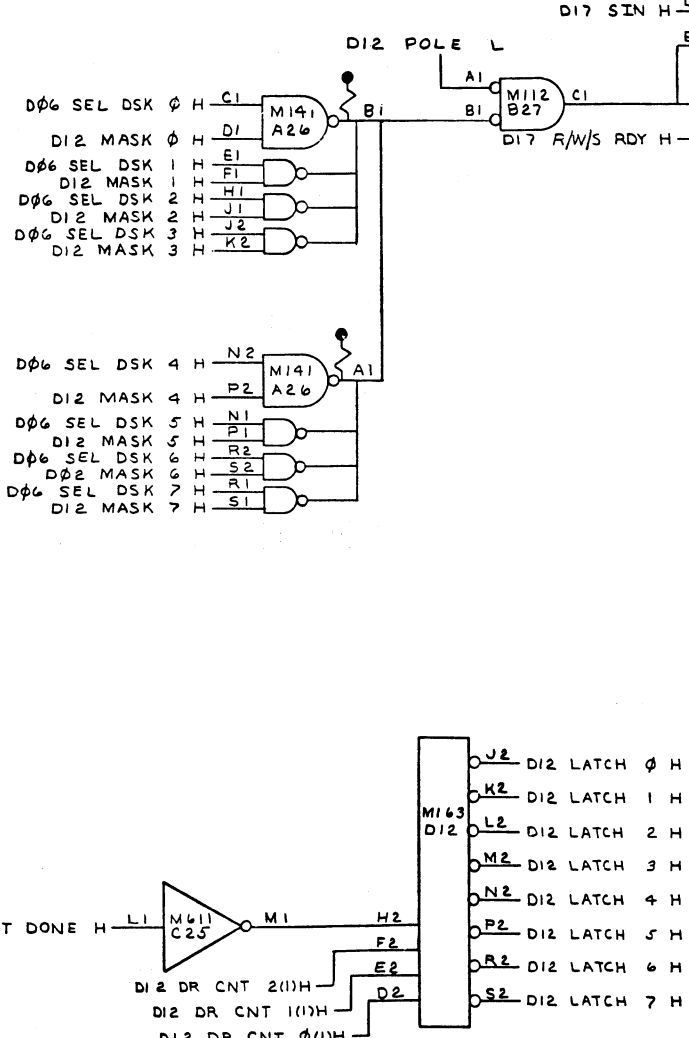 D17 SIN H
D12 POLE L
A1
DØ6 SEL DSK Ø H C1
M141
A26
B1
B1
M112
B27
C1
D12 MASK Ø H D1
D17 R/W/S RDY H
DØ6 SEL DSK 1 H E1
D12 MASK 1 H F1
DØ6 SEL DSK 2 H H1
D12 MASK 2 H J1
DØ6 SEL DSK 3 H J2
D12 MASK 3 H K2
DØ6 SEL DSK 4 H N2
M141
A26
A1
D12 MASK 4 H P2
DØ6 SEL DSK 5 H N1
D12 MASK 5 H P1
DØ6 SEL DSK 6 H R2
DØ2 MASK 6 H S2
DØ6 SEL DSK 7 H R1
D12 MASK 7 H S1
J2 D12 LATCH Ø H
K2 D12 LATCH 1 H
M163
D12
L2 D12 LATCH 2 H
M2 D12 LATCH 3 H
N2 D12 LATCH 4 H
P2 D12 LATCH 5 H
R2 D12 LATCH 6 H
S2 D12 LATCH 7 H
T DONE H L1
M611
C25
M1
H2
F2
D12 DR CNT 2(1)H
E2
D12 DR CNT 1(1)H
D2
D12 DR CNT Ø(1)H